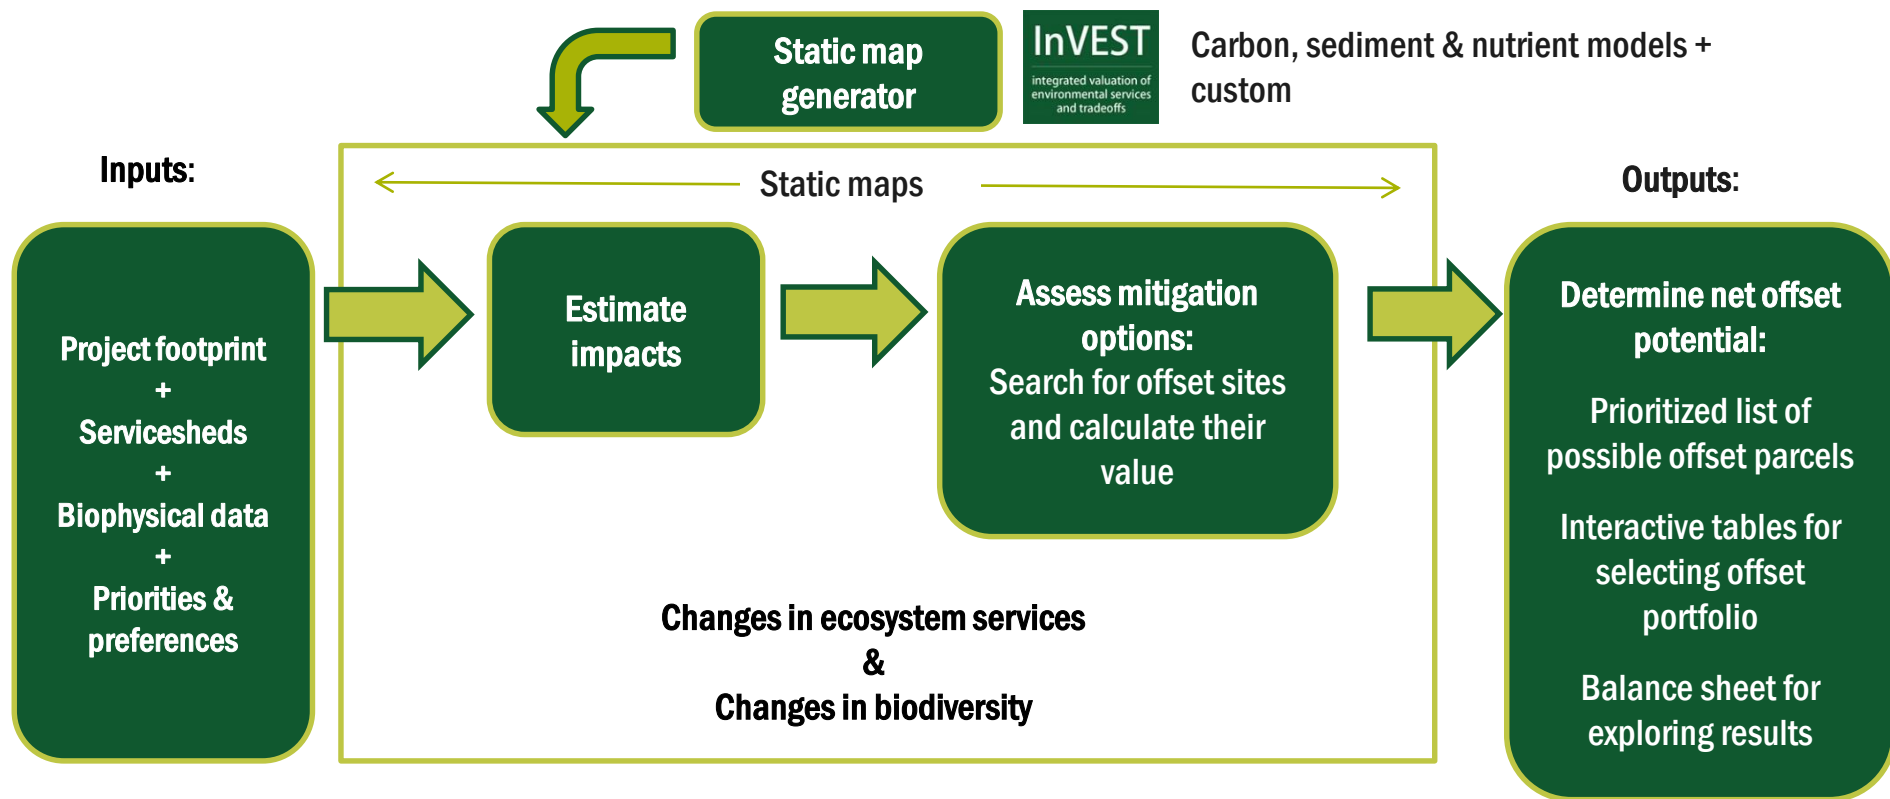 Static map
generator
InVEST
integrated valuation of
environmental services
and tradeoffs
Carbon, sediment & nutrient models +
custom
Inputs:
Static maps
Outputs:
Project footprint
+
Servicesheds
+
Biophysical data
+
Priorities &
preferences
Estimate
impacts
Assess mitigation
options:
Search for offset sites
and calculate their
value
Changes in ecosystem services
&
Changes in biodiversity
Determine net offset
potential:
Prioritized list of
possible offset parcels
Interactive tables for
selecting offset
portfolio
Balance sheet for
exploring results